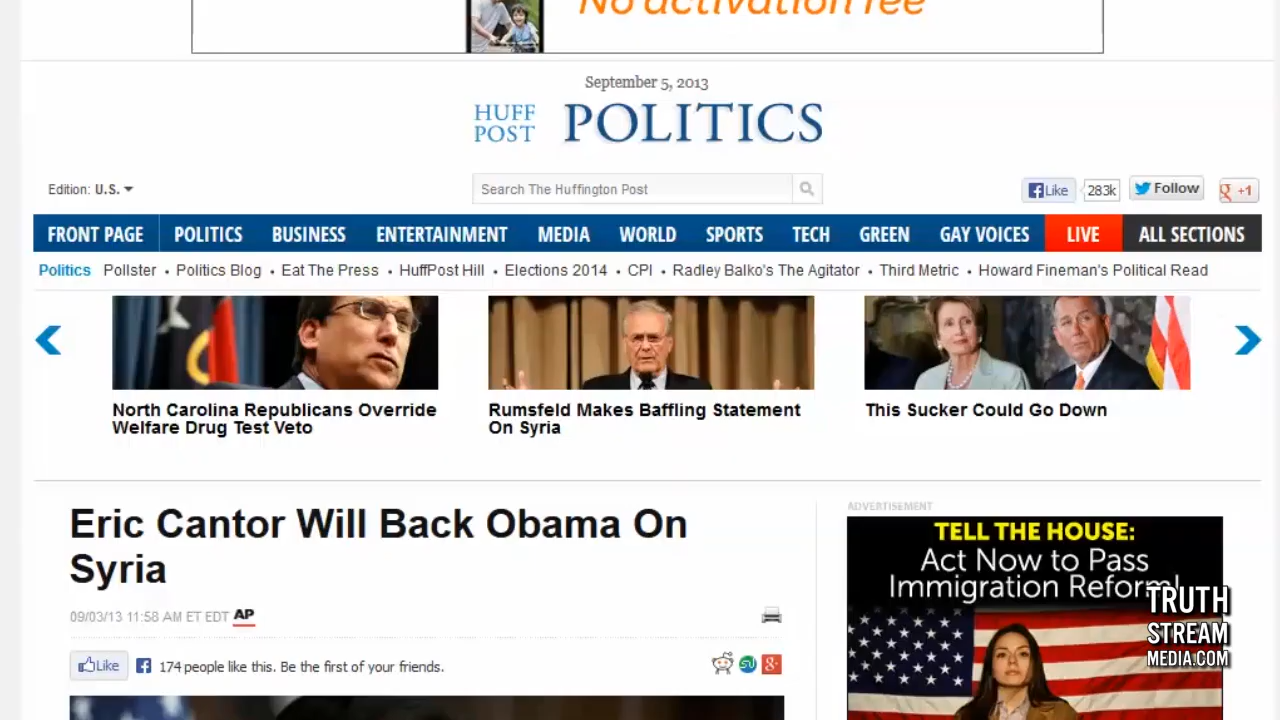 No activation fee
September 5, 2013
HUFF POST POLITICS
Edition: U.S.
Search The Huffington Post
Like 283k Follow +1
FRONT PAGE POLITICS BUSINESS ENTERTAINMENT MEDIA WORLD SPORTS TECH GREEN GAY VOICES LIVE ALL SECTIONS
Politics Pollster • Politics Blog • Eat The Press • HuffPost Hill • Elections 2014 • CPI • Radley Balko's The Agitator • Third Metric • Howard Fineman's Political Read
North Carolina Republicans Override
Welfare Drug Test Veto
Rumsfeld Makes Baffling Statement
On Syria
This Sucker Could Go Down
Eric Cantor Will Back Obama On
Syria
09/03/13 11:58 AM ET EDT AP
Like 174 people like this. Be the first of your friends.
ADVERTISEMENT
TELL THE HOUSE:
Act Now to Pass
Immigration Reform!
TRUTH
STREAM
MEDIA.COM